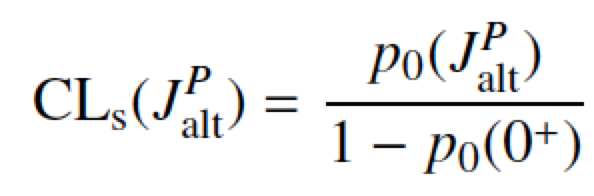 CLₛ(J^P_alt) = p₀(J^P_alt) / (1 − p₀(0⁺))